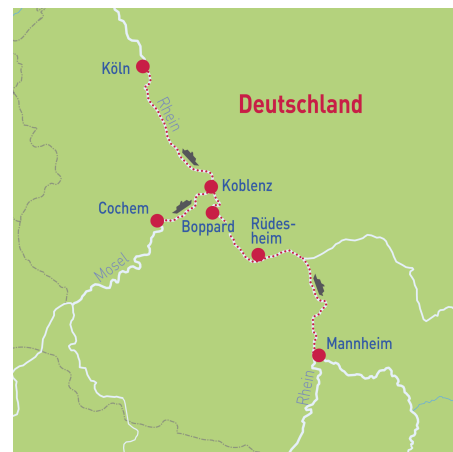 Köln
Rhein
Deutschland
Koblenz
Cochem
Boppard
Rüdes-
heim
Mosel
Mannheim
Rhein